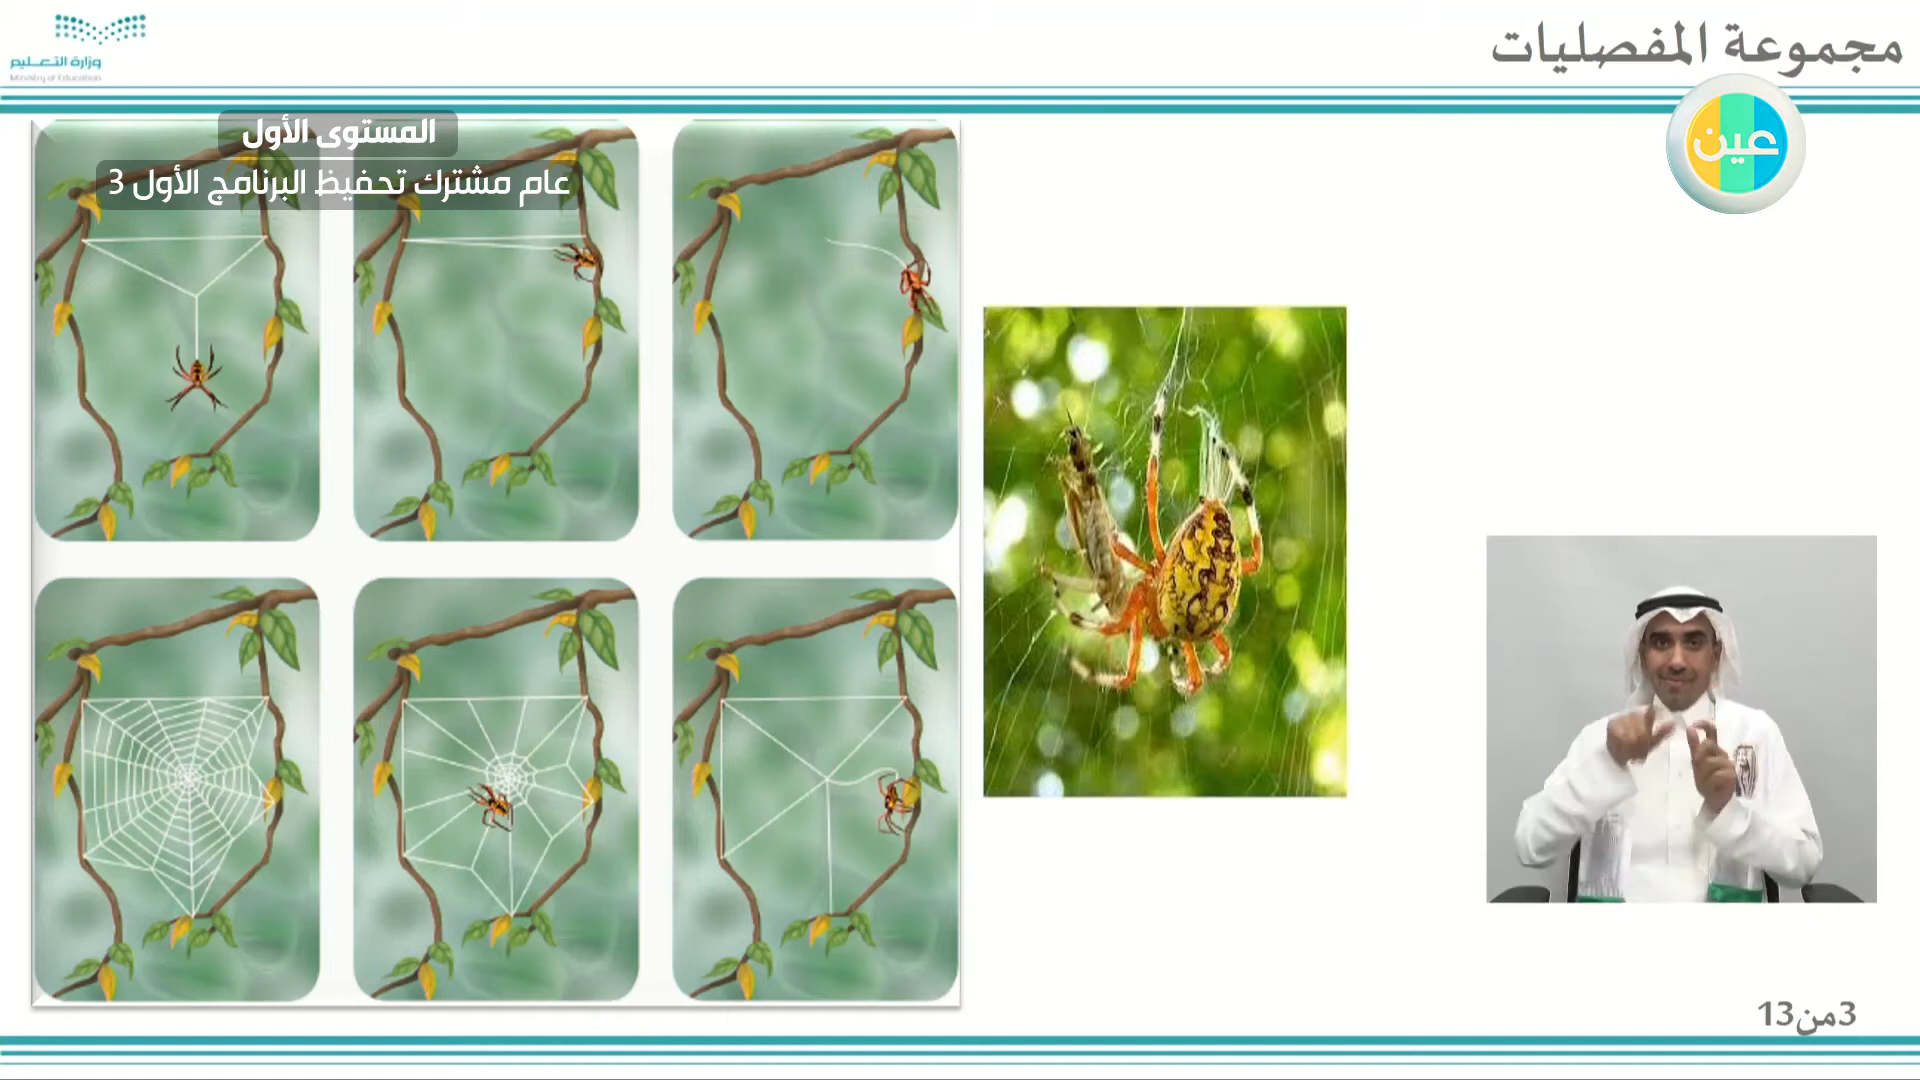 مجموعة المفصليات
وزارة التعليم
Ministry of Education
عين
المستوى الأول
عام مشترك تحفيظ البرنامج الأول 3
3من13